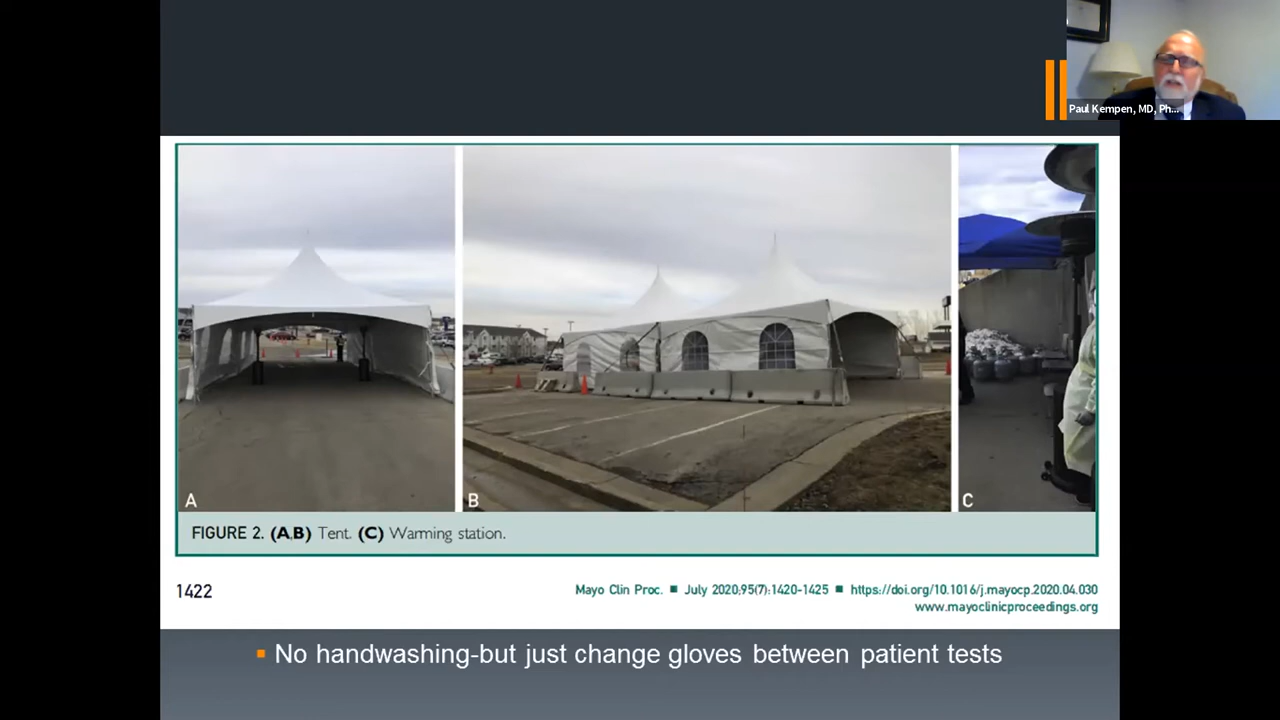 Paul Kempen, MD, Ph...
A
B
C
FIGURE 2. (A,B) Tent. (C) Warming station.
1422
Mayo Clin Proc. ■ July 2020;95(7):1420-1425 ■ https://doi.org/10.1016/j.mayocp.2020.04.030
www.mayoclinicproceedings.org
▪ No handwashing-but just change gloves between patient tests